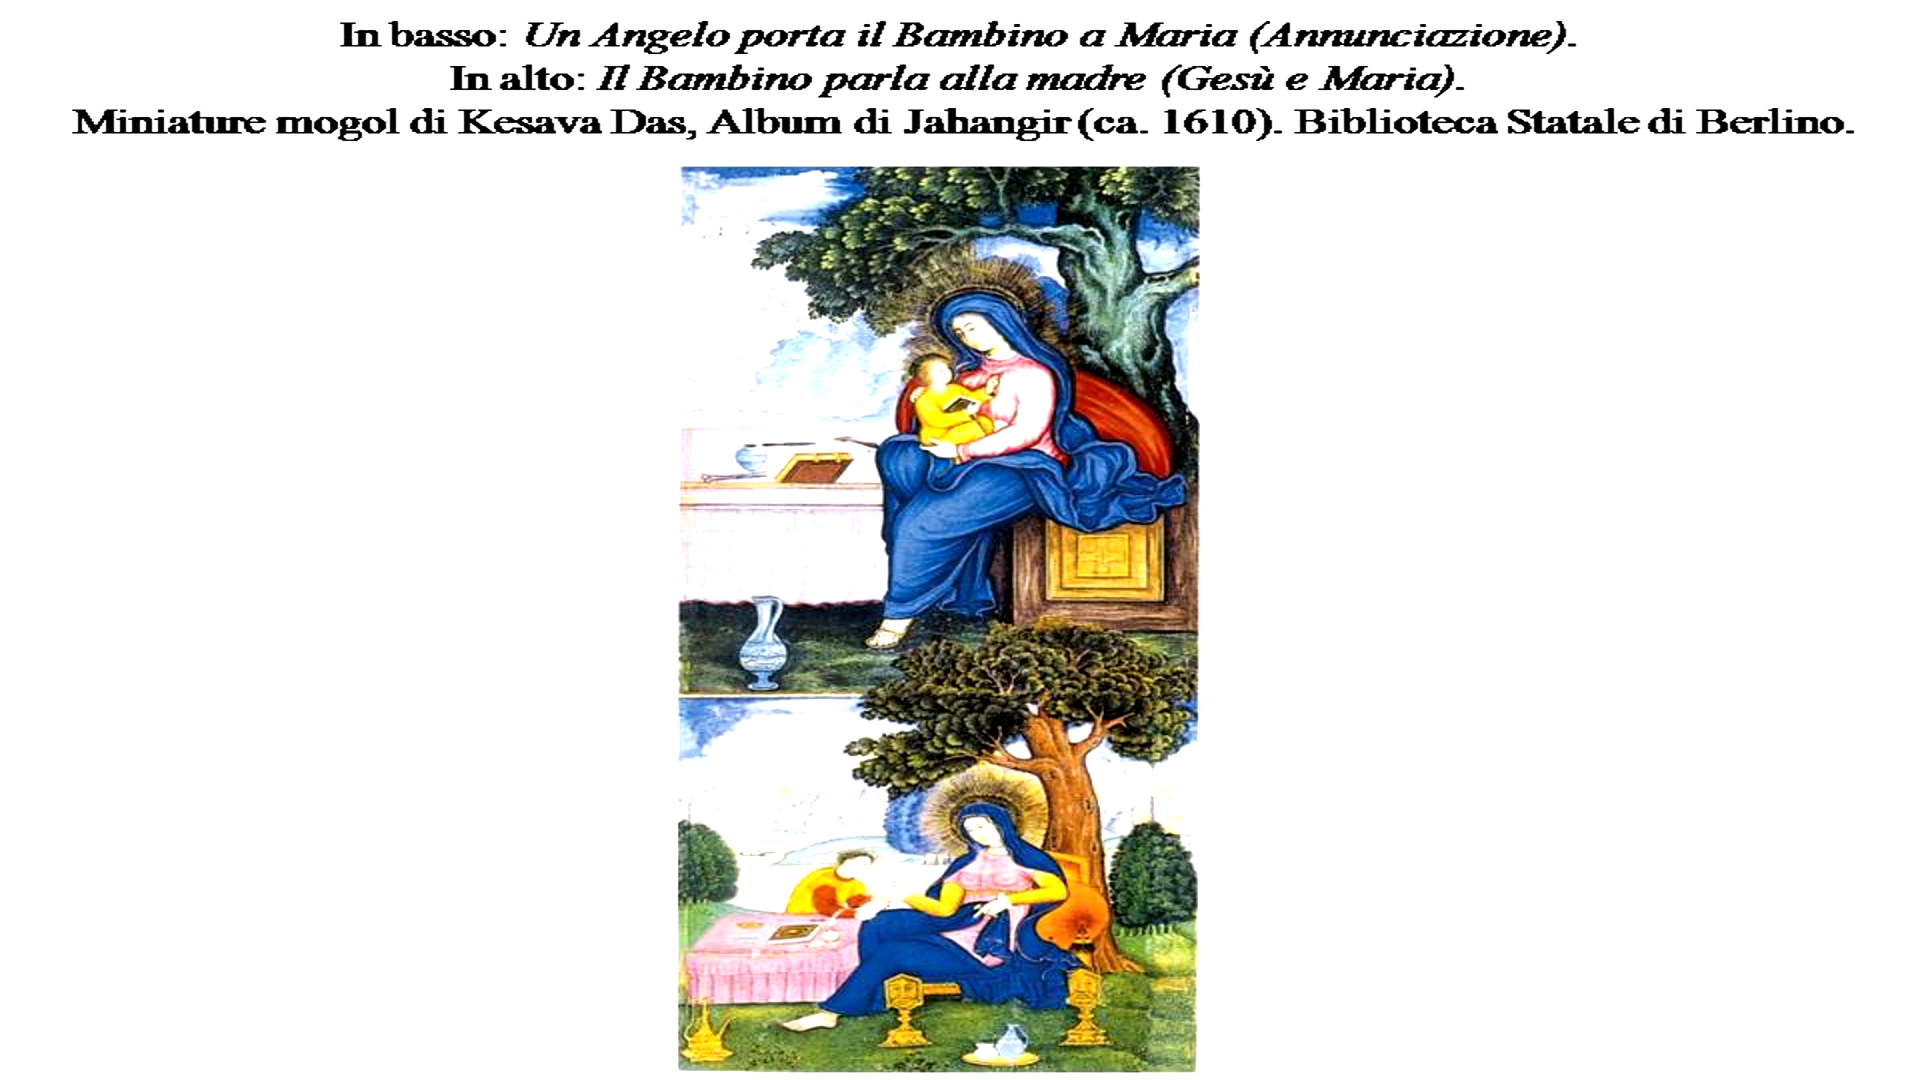 In basso: Un Angelo porta il Bambino a Maria (Annunciazione).
In alto: Il Bambino parla alla madre (Gesù e Maria).
Miniature mogol di Kesava Das, Album di Jahangir (ca. 1610). Biblioteca Statale di Berlino.